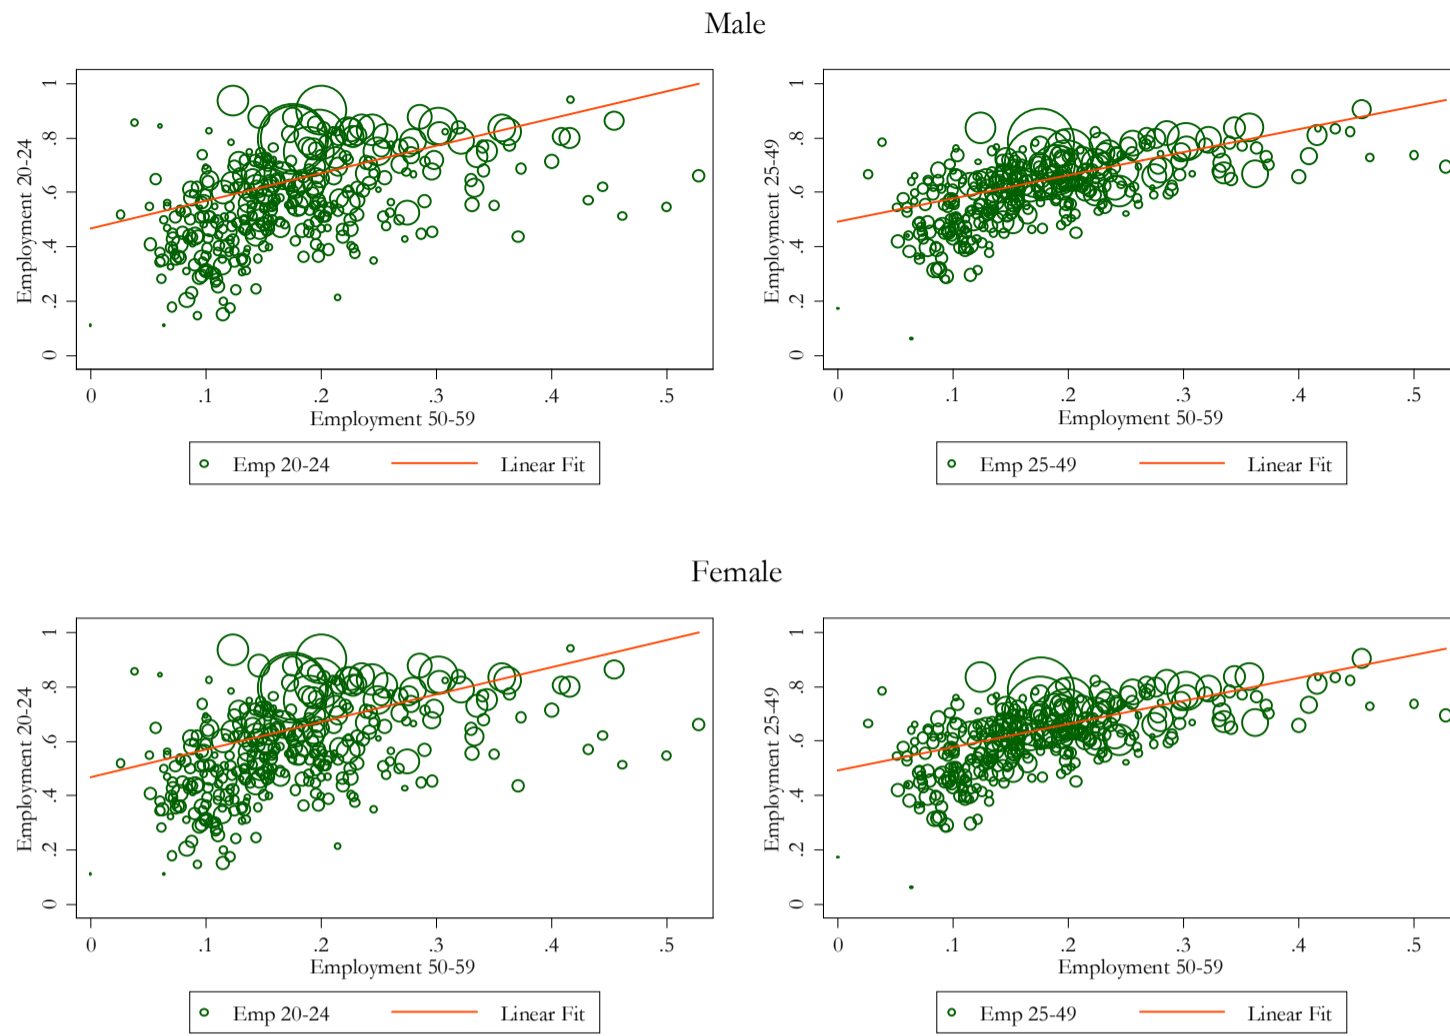 Male
Employment 20-24
0 .2 .4 .6 .8 1
0 .1 .2 .3 .4 .5
Employment 50-59
Emp 20-24 Linear Fit
Employment 25-49
0 .2 .4 .6 .8 1
0 .1 .2 .3 .4 .5
Employment 50-59
Emp 25-49 Linear Fit
Female
Employment 20-24
0 .2 .4 .6 .8 1
0 .1 .2 .3 .4 .5
Employment 50-59
Emp 20-24 Linear Fit
Employment 25-49
0 .2 .4 .6 .8 1
0 .1 .2 .3 .4 .5
Employment 50-59
Emp 25-49 Linear Fit